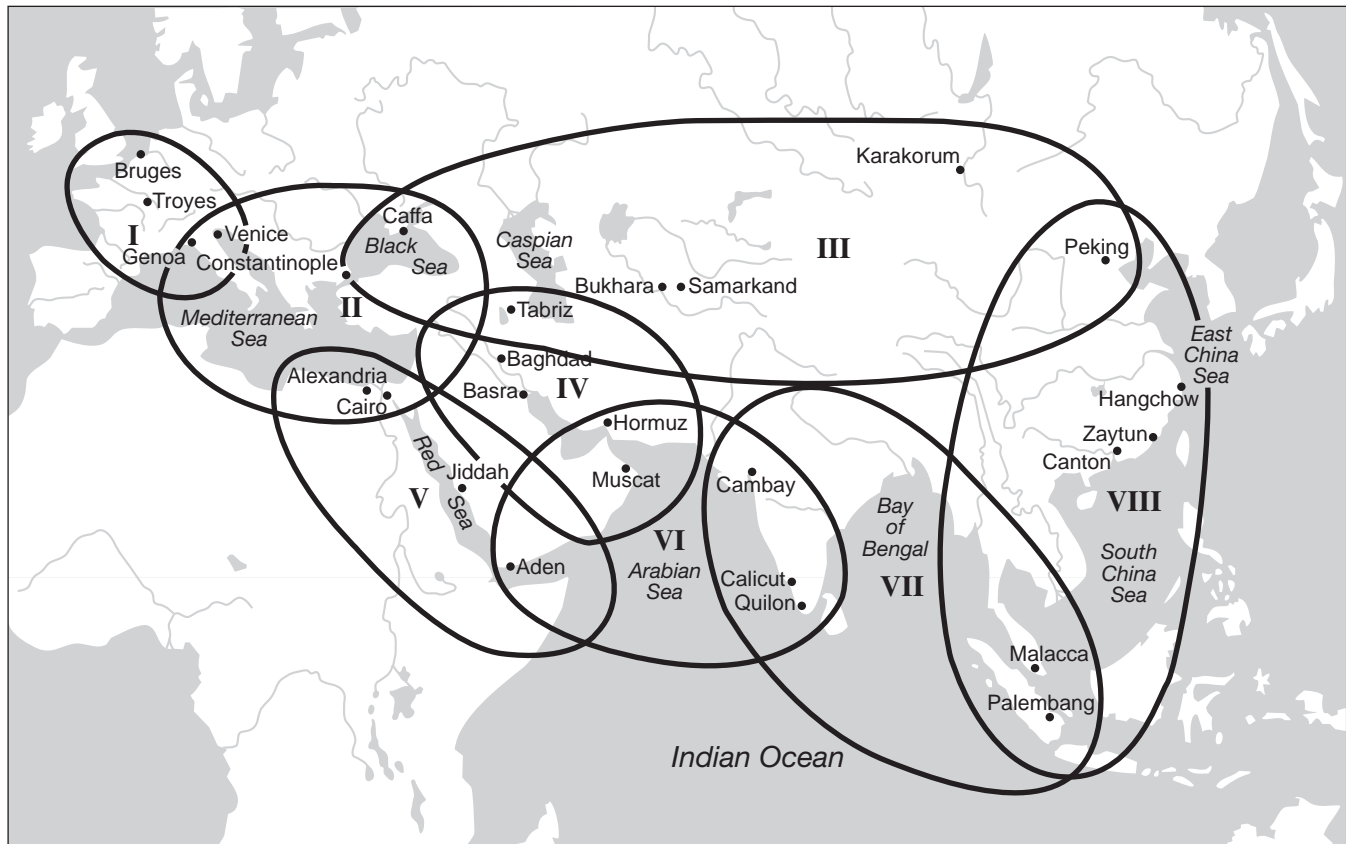 Karakorum
Bruges
Troyes
I
Genoa
Venice
Constantinople
Caffa
Black
Sea
Caspian
Sea
III
Peking
II
Bukhara
Samarkand
Tabriz
Mediterranean
Sea
East
China
Sea
Baghdad
IV
Basra
Alexandria
Cairo
Hangchow
Hormuz
Zaytun
Canton
Red
Sea
Jiddah
V
Muscat
Cambay
VIII
Bay
of
Bengal
VI
Arabian
Sea
Aden
VII
South
China
Sea
Calicut
Quilon
Malacca
Palembang
Indian Ocean